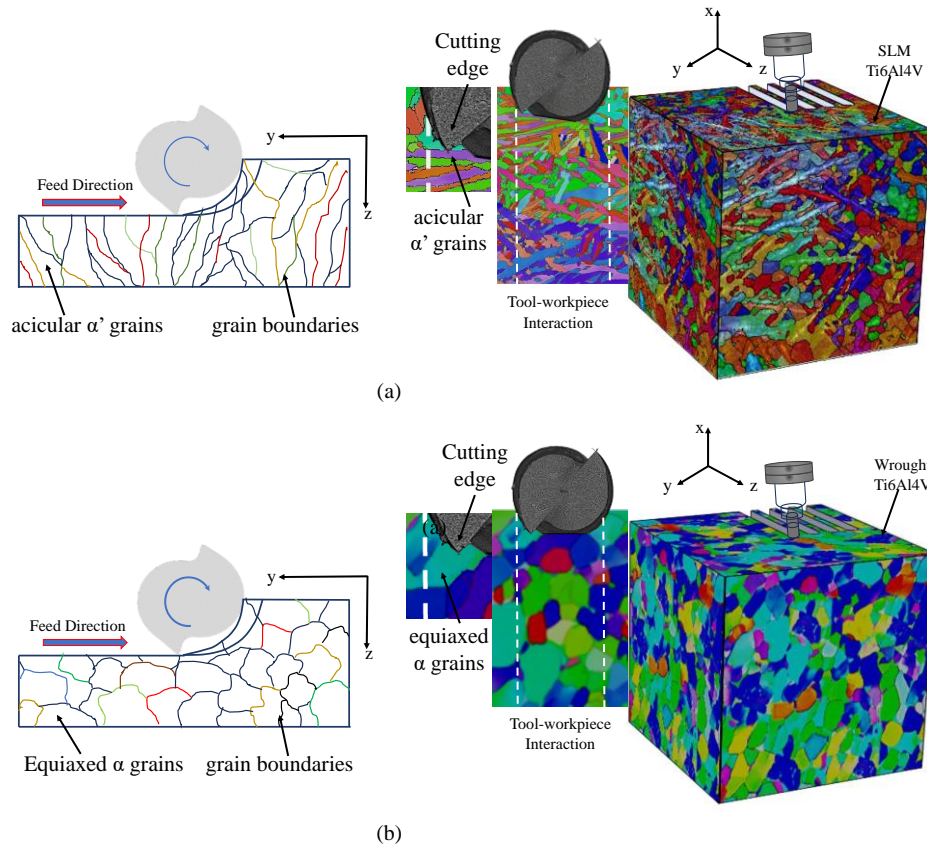 x
y
z
SLM
Ti6Al4V
Cutting
edge
acicular
α’ grains
Tool-workpiece
Interaction
y
z
Feed Direction
acicular α’ grains
grain boundaries
(a)
x
y
z
Wrought
Ti6Al4V
Cutting
edge
(a)
equiaxed
α grains
Tool-workpiece
Interaction
y
z
Feed Direction
Equiaxed α grains
grain boundaries
(b)